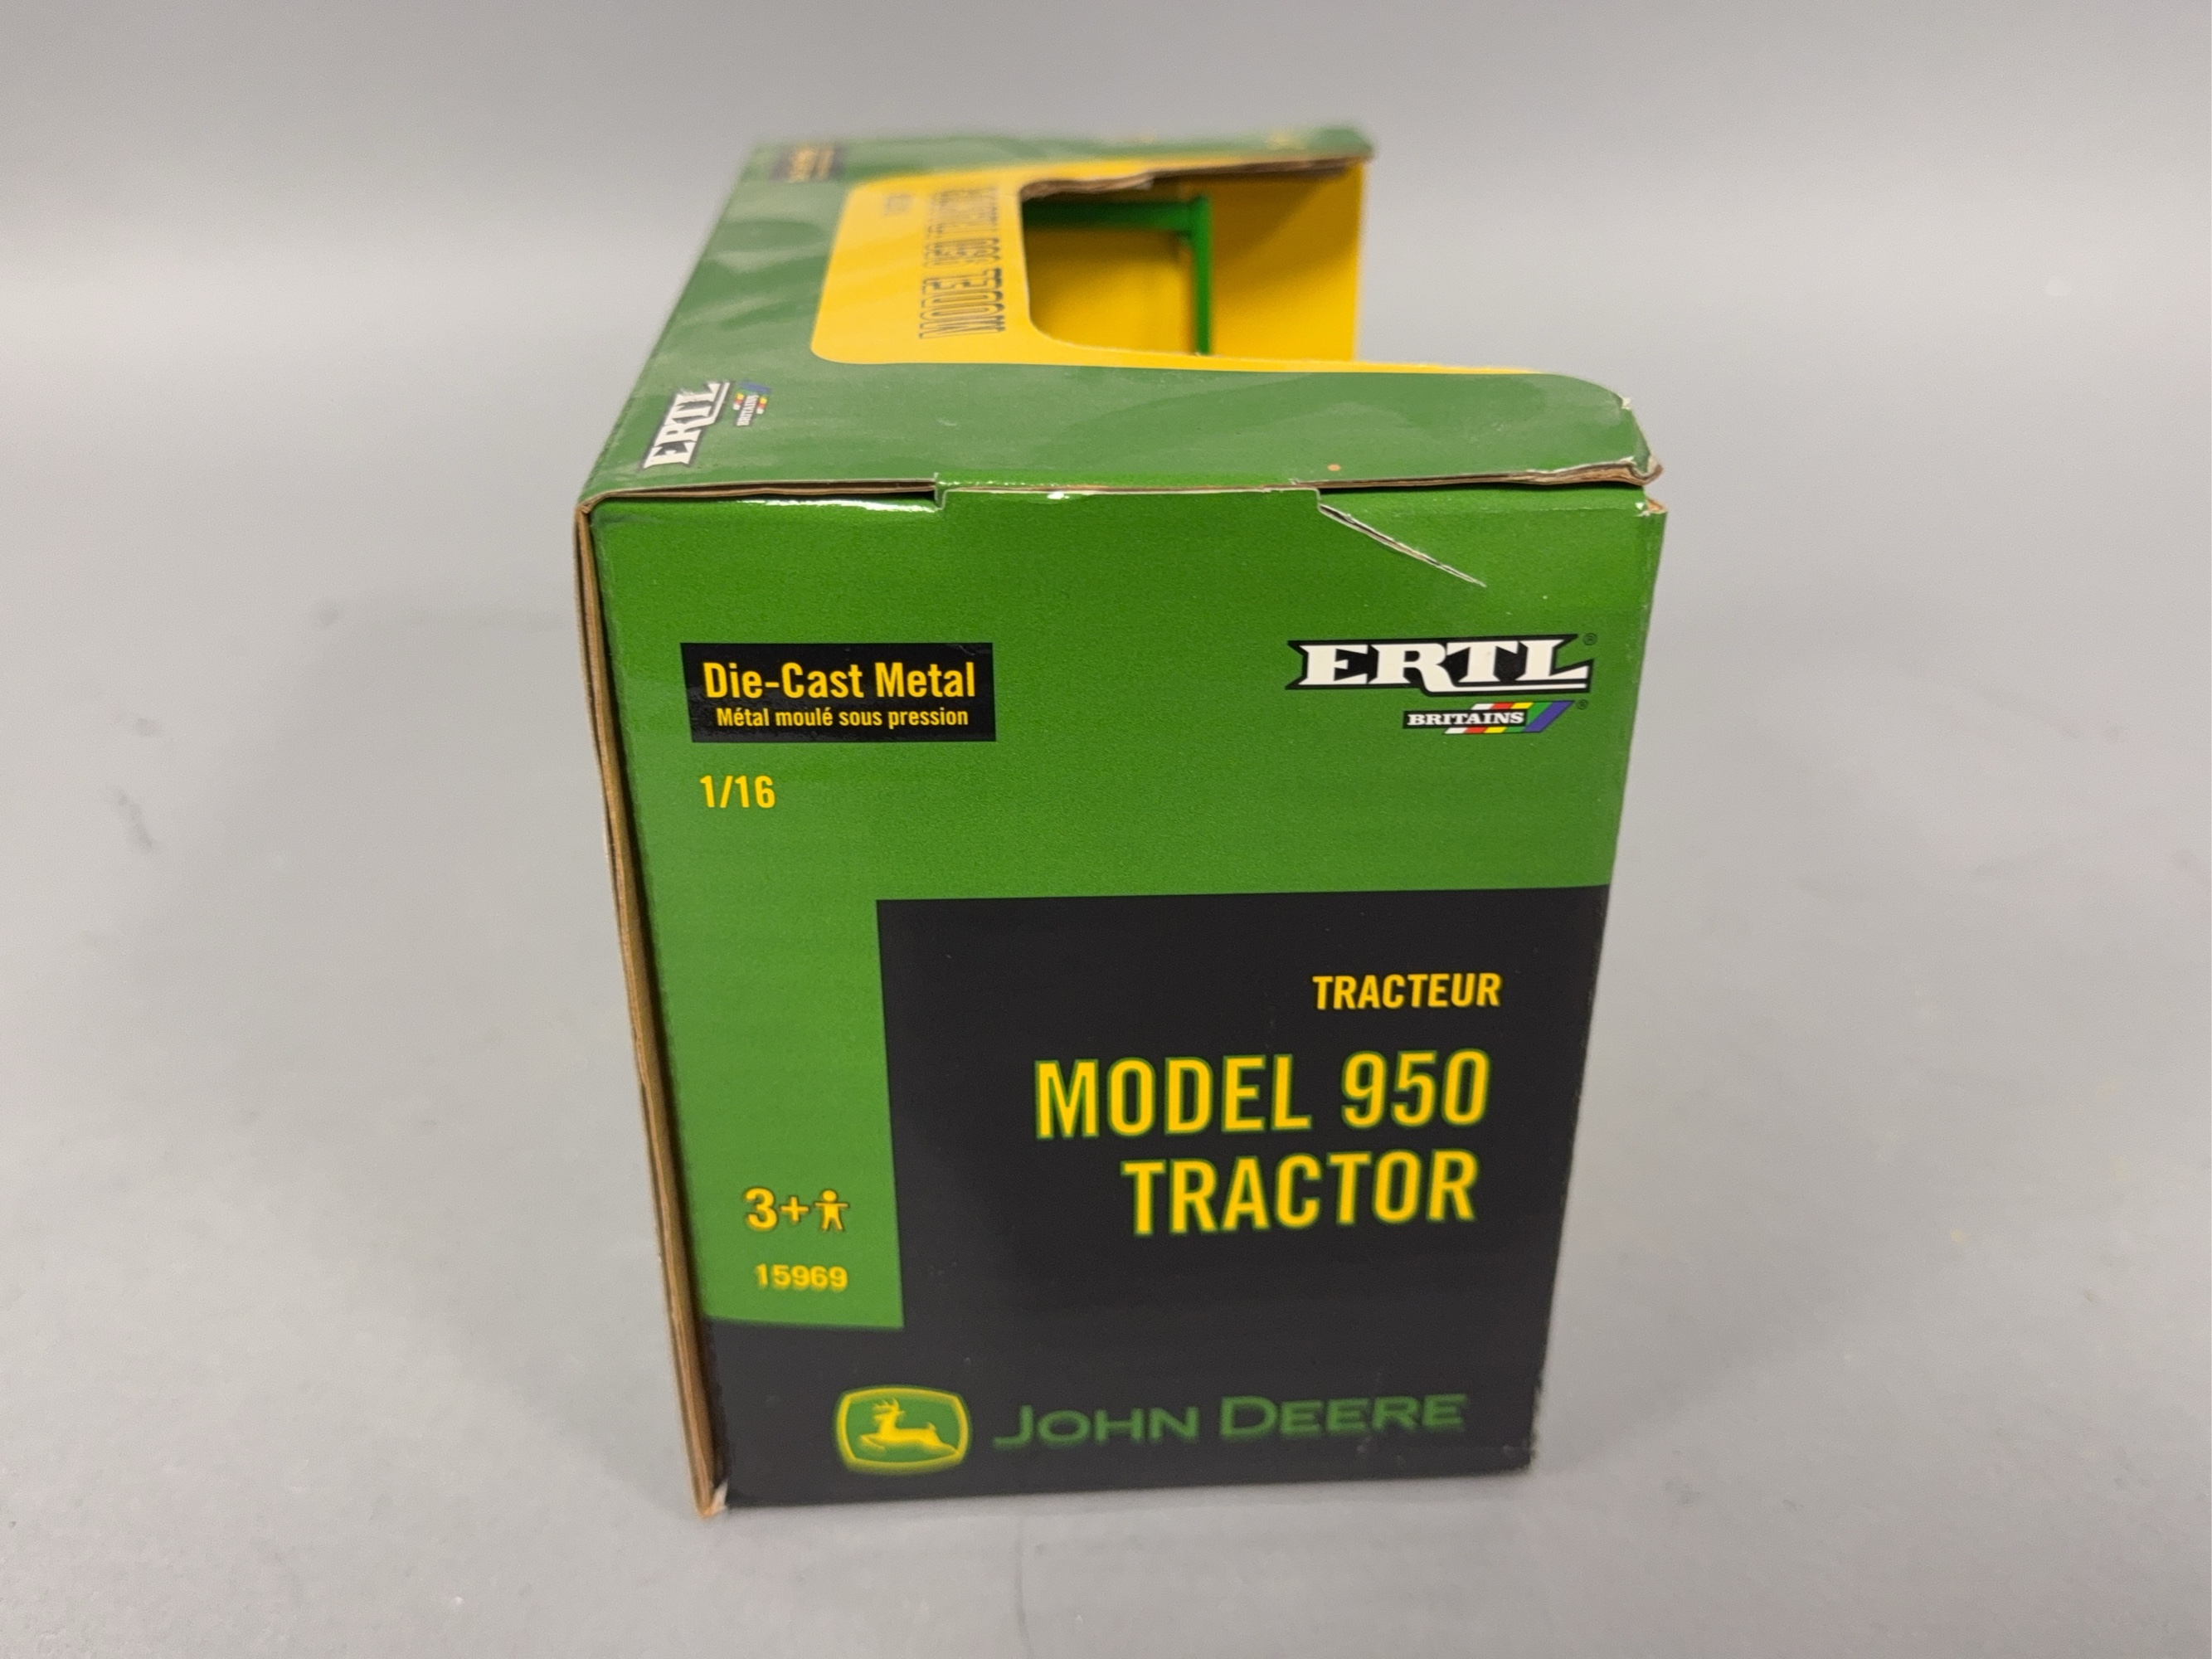 MODEL 950 TRACTOR
ERTL
BRITAINS
Die-Cast Metal
Métal moulé sous pression
ERTL®
BRITAINS®
1/16
TRACTEUR
MODEL 950
TRACTOR
3+
15969
JOHN DEERE